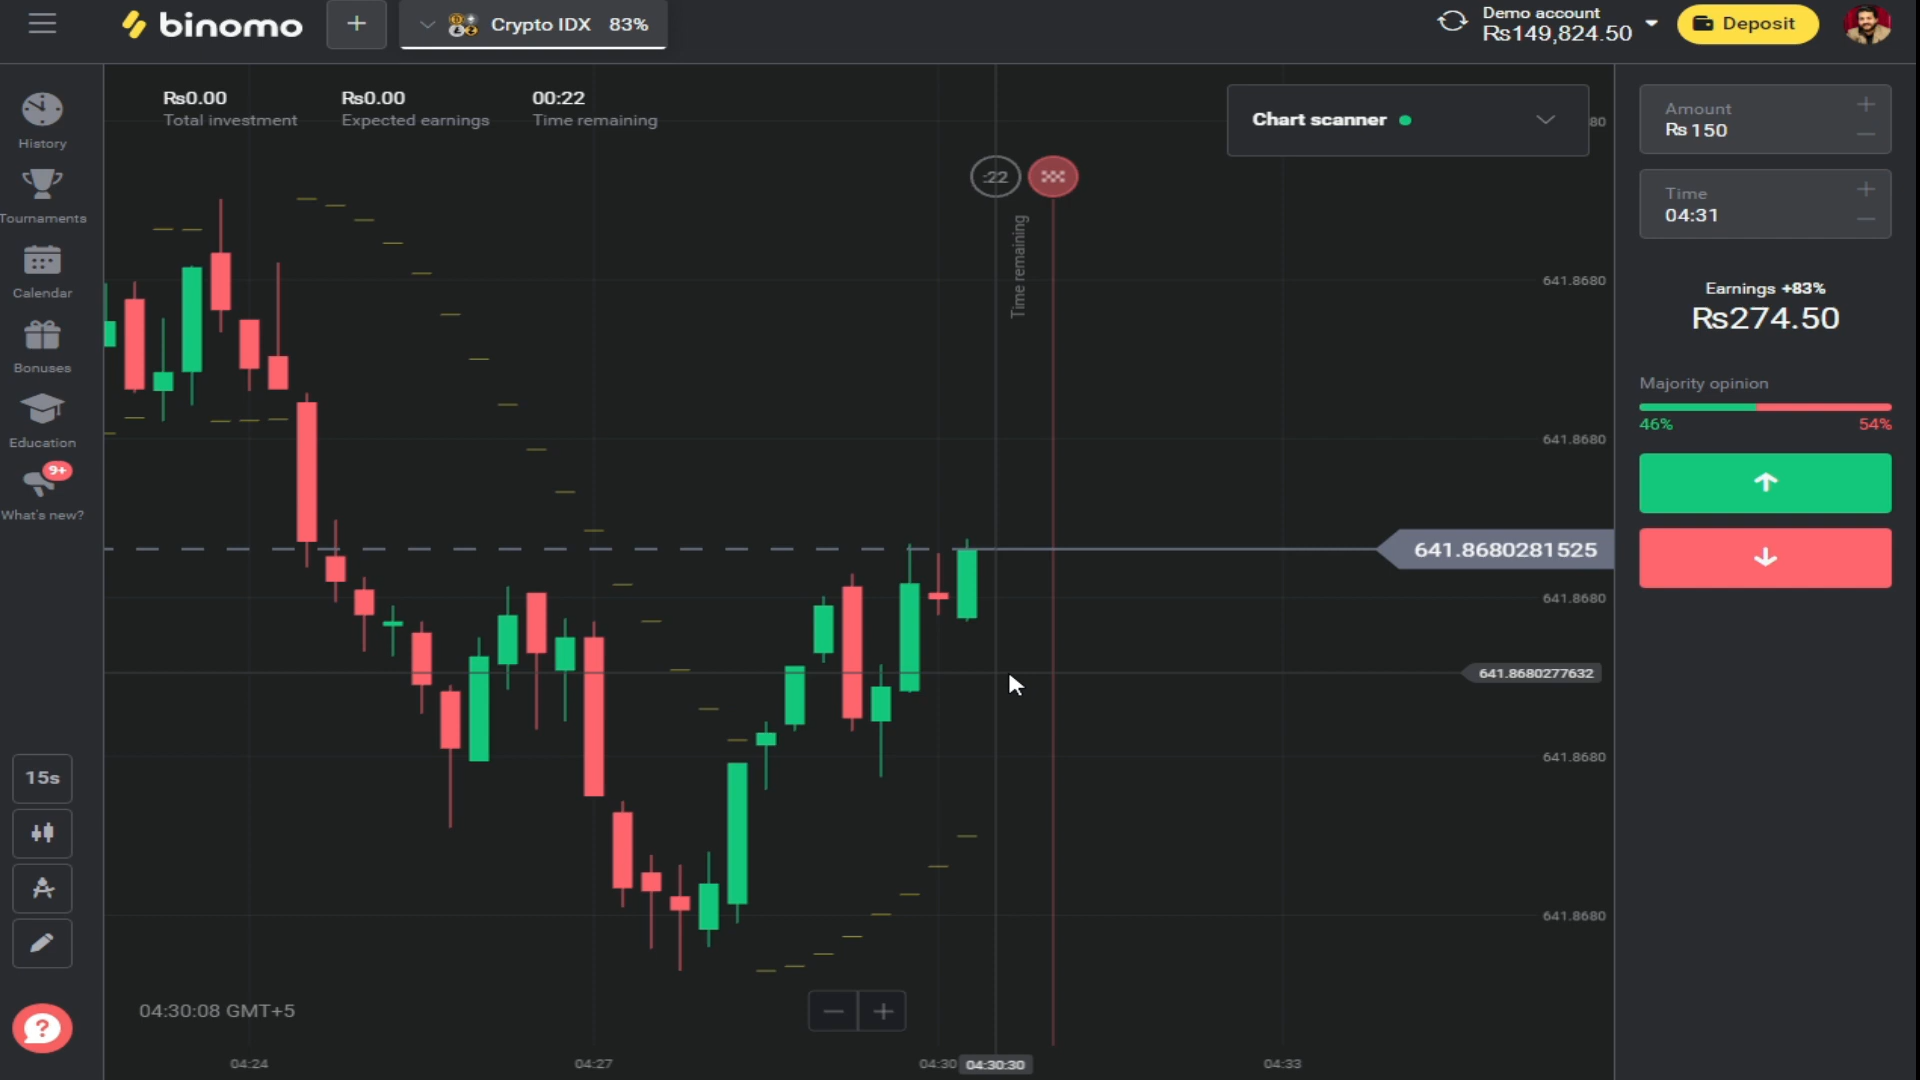 binomo
+
Crypto IDX 83%
Demo account
Rs149,824.50
Deposit
History
Tournaments
Calendar
Bonuses
Education
9+
What's new?
15s
?
Rs0.00
Total investment
Rs0.00
Expected earnings
00:22
Time remaining
Chart scanner
80
:22
Time remaining
641.8680
641.8680
641.8680281525
641.8680
641.8680277632
641.8680
641.8680
04:30:08 GMT+5
04:24
04:27
04:30
04:30:30
04:33
Amount
Rs 150
Time
04:31
Earnings +83%
Rs274.50
Majority opinion
46%
54%